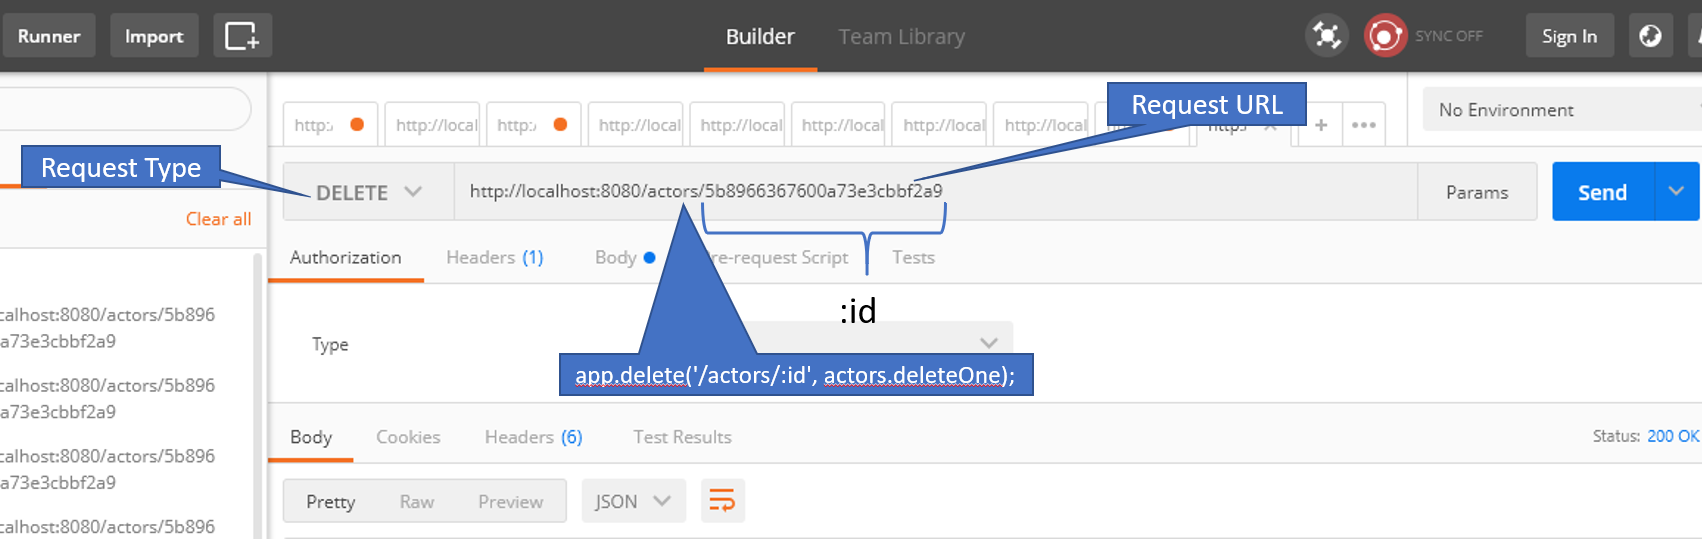 Runner
Import
Builder
Team Library
SYNC OFF
Sign In
Request URL
No Environment
http:/
http://local
http:/
http://local
http://local
http://local
http://local
http://local
Request Type
DELETE
http://localhost:8080/actors/5b8966367600a73e3cbbf2a9
Params
Send
Clear all
Authorization
Headers (1)
Body
re-request Script
Tests
:id
calhost:8080/actors/5b896
a73e3cbbf2a9
Type
app.delete('/actors/:id', actors.deleteOne);
calhost:8080/actors/5b896
a73e3cbbf2a9
Body
Cookies
Headers (6)
Test Results
Status: 200 OK
calhost:8080/actors/5b896
a73e3cbbf2a9
Pretty
Raw
Preview
JSON
calhost:8080/actors/5b896